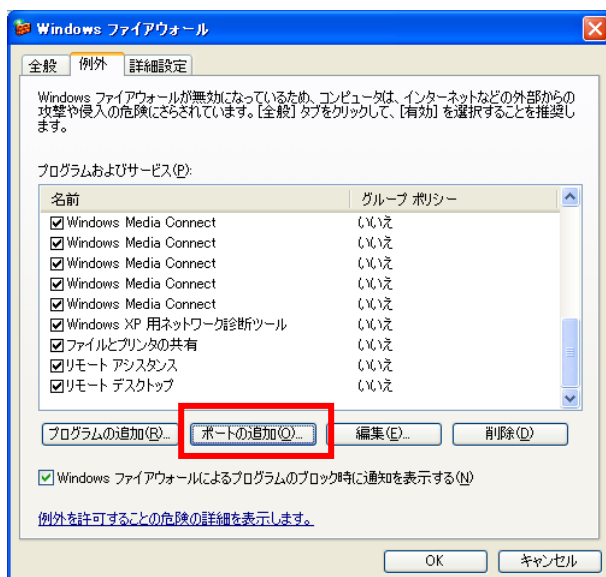 Windows ファイアウォール
全般 例外 詳細設定
Windows ファイアウォールが無効になっているため、コンピュータは、インターネットなどの外部からの
攻撃や侵入の危険にさらされています。[全般] タブをクリックして、[有効] を選択することを推奨し
ます。
プログラムおよびサービス(P):
名前 グループ ポリシー
Windows Media Connect いいえ
Windows Media Connect いいえ
Windows Media Connect いいえ
Windows Media Connect いいえ
Windows Media Connect いいえ
Windows XP 用ネットワーク診断ツール いいえ
ファイルとプリンタの共有 いいえ
リモート アシスタンス いいえ
リモート デスクトップ いいえ
プログラムの追加(R)... ポートの追加(O)... 編集(E)... 削除(D)
Windows ファイアウォールによるプログラムのブロック時に通知を表示する(N)
例外を許可することの危険の詳細を表示します。
OK キャンセル